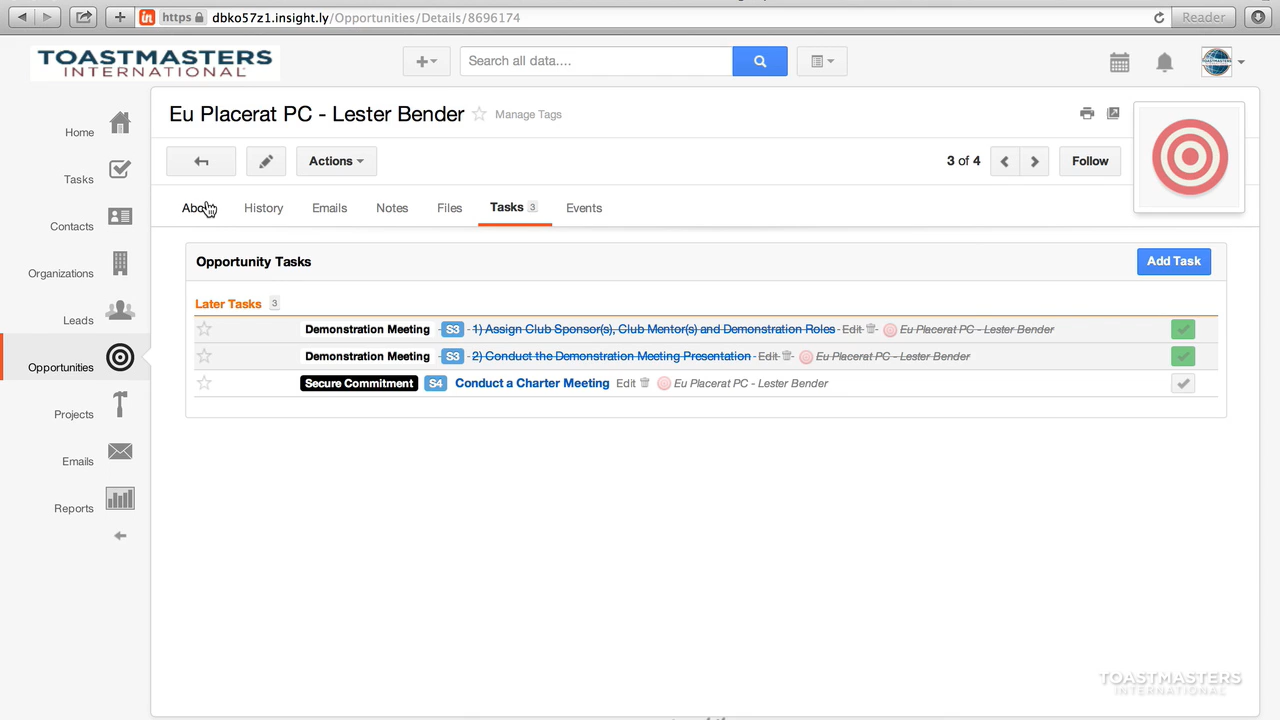 https dbko57z1.insight.ly/Opportunities/Details/8696174 Reader
TOASTMASTERS
INTERNATIONAL
Search all data....
Eu Placerat PC - Lester Bender Manage Tags
Actions 3 of 4 Follow
About History Emails Notes Files Tasks 3 Events
Home
Tasks
Contacts
Organizations
Leads
Opportunities
Projects
Emails
Reports
Opportunity Tasks Add Task
Later Tasks 3
Demonstration Meeting - S3 - 1) Assign Club Sponsor(s), Club Mentor(s) and Demonstration Roles - Edit Eu Placerat PC - Lester Bender
Demonstration Meeting - S3 - 2) Conduct the Demonstration Meeting Presentation - Edit Eu Placerat PC - Lester Bender
Secure Commitment S4 Conduct a Charter Meeting Edit Eu Placerat PC - Lester Bender
TOASTMASTERS
INTERNATIONAL